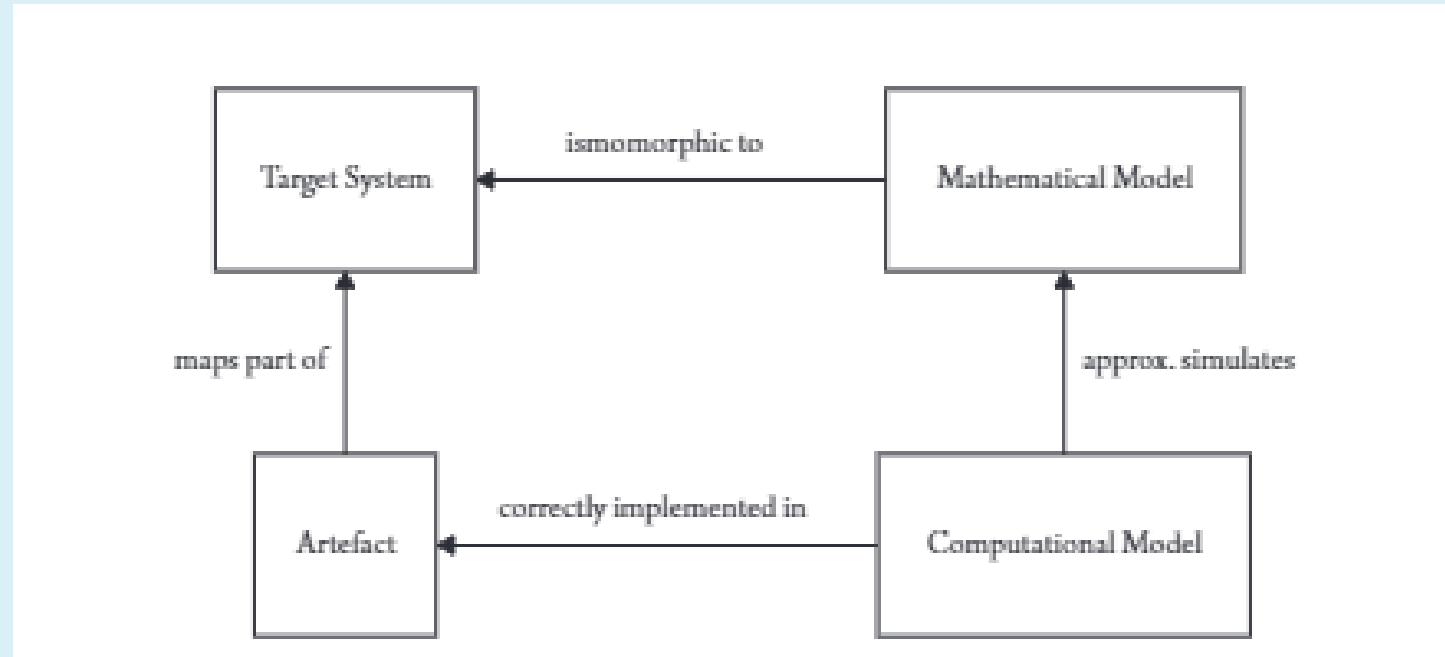 ismomorphic to
Target System
Mathematical Model
maps part of
approx. simulates
correctly implemented in
Artefact
Computational Model